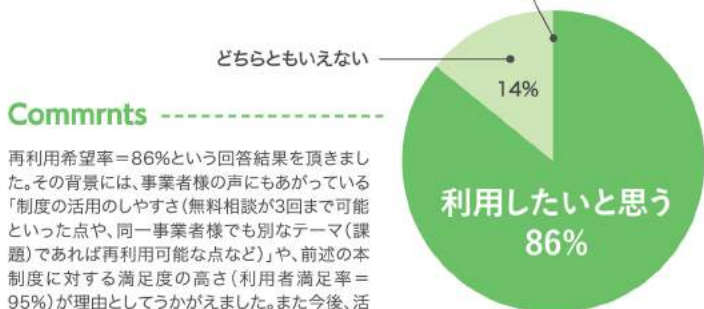 どちらともいえない
14%
Commrnts
再利用希望率＝86%という回答結果を頂きまし
た。その背景には、事業者様の声にもあがっている
「制度の活用のしやすさ(無料相談が3回まで可能
といった点や、同一事業者様でも別なテーマ(課
題)であれば再利用可能な点など)」や、前述の本
制度に対する満足度の高さ(利用者満足率＝
95%)が理由としてうかがえました。また今後、活
利用したいと思う
86%